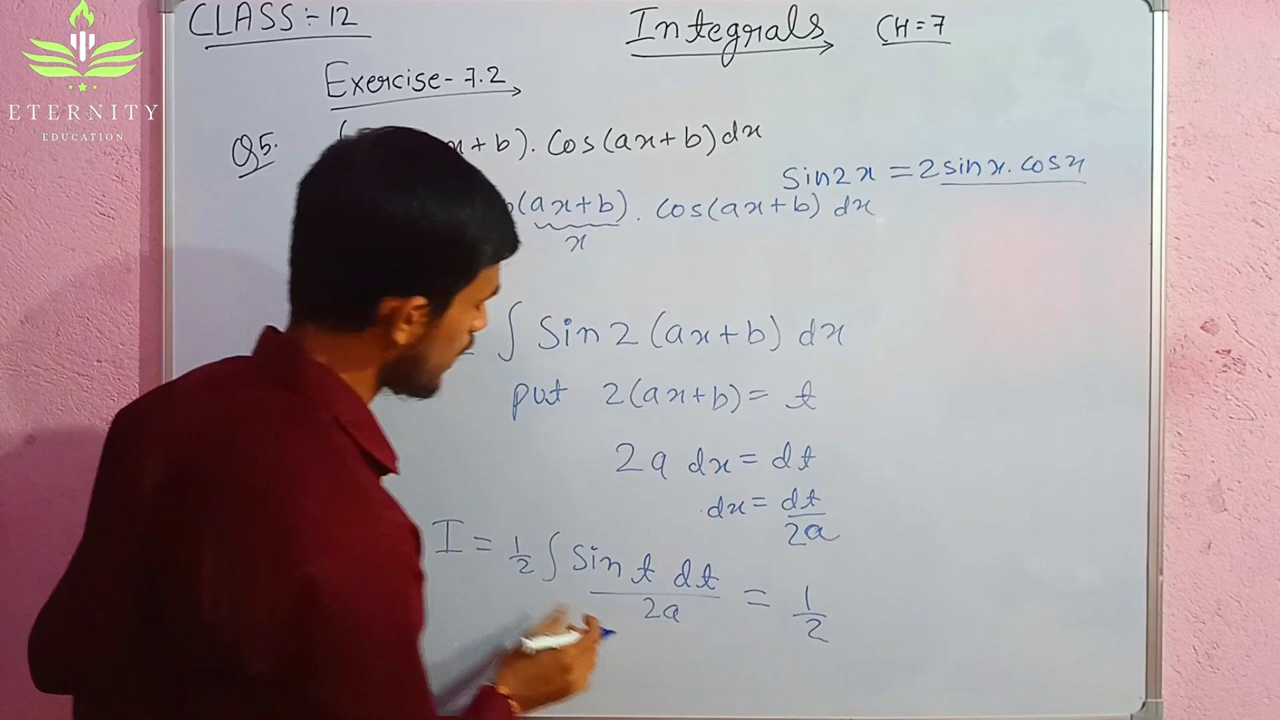 CLASS:- 12
Integrals CH=7
ETERNITY
EDUCATION
Exercise- 7.2
Q5. x+b). Cos(ax+b)dx
Sin2x = 2sinx.cosx
(ax+b). cos(ax+b) dx
x
∫ Sin2(ax+b) dx
put 2(ax+b)= t
2a dx = dt
dx = dt/2a
I = 1/2 ∫ Sin t dt/2a = 1/2